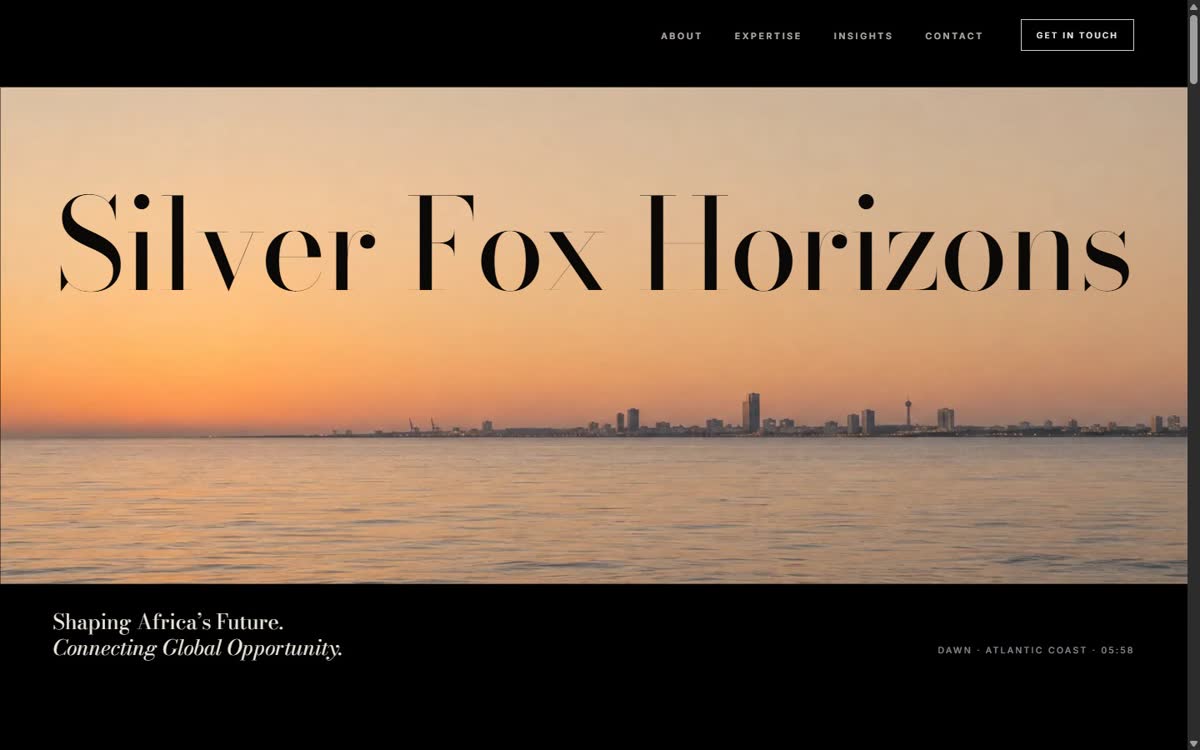 ABOUT EXPERTISE INSIGHTS CONTACT GET IN TOUCH
Silver Fox Horizons
Shaping Africa’s Future.
Connecting Global Opportunity.
DAWN · ATLANTIC COAST · 05:58